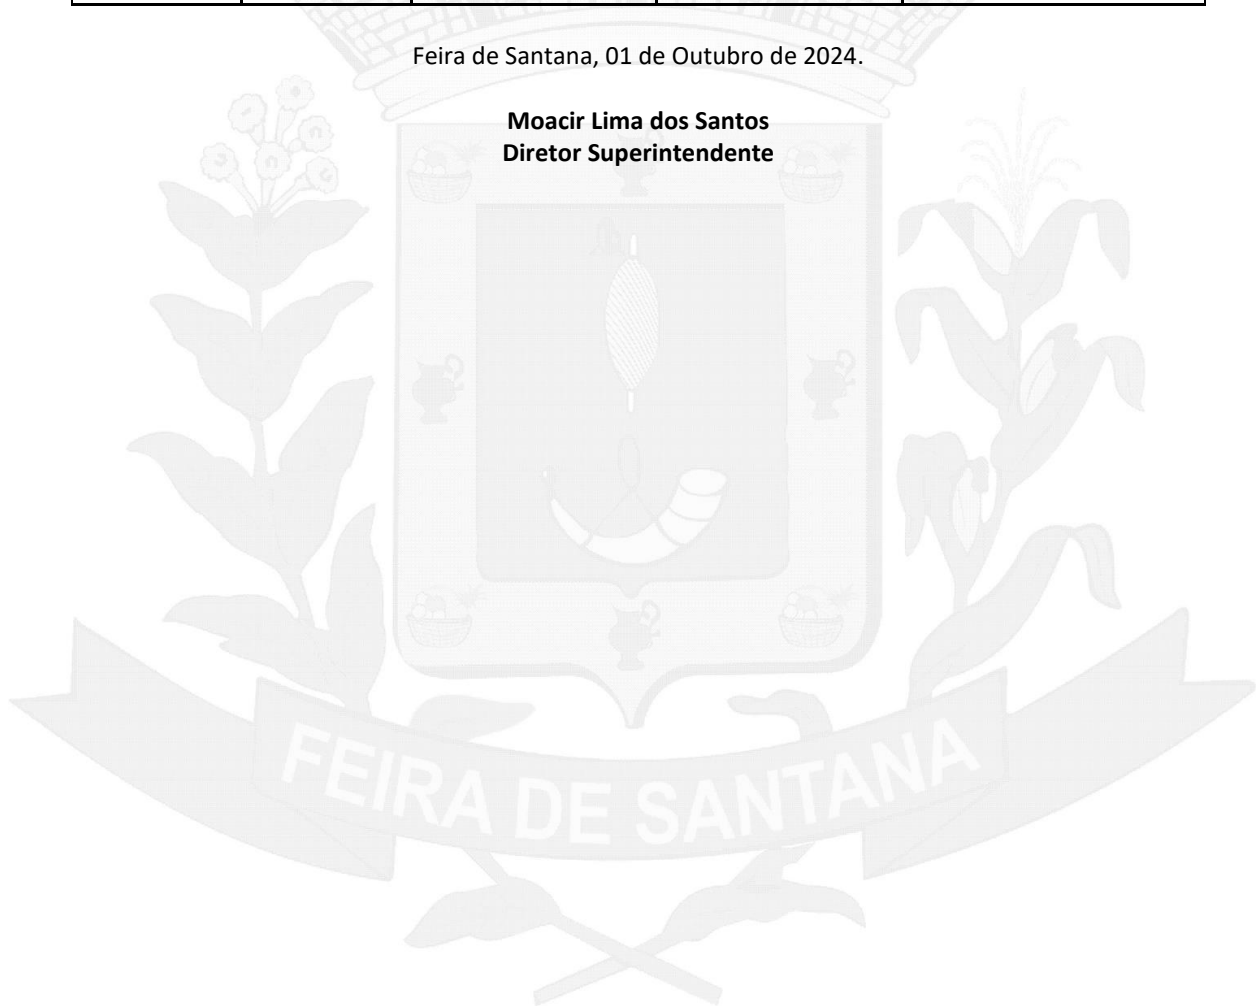 Feira de Santana, 01 de Outubro de 2024.
Moacir Lima dos Santos
Diretor Superintendente
FEIRA DE SANTANA